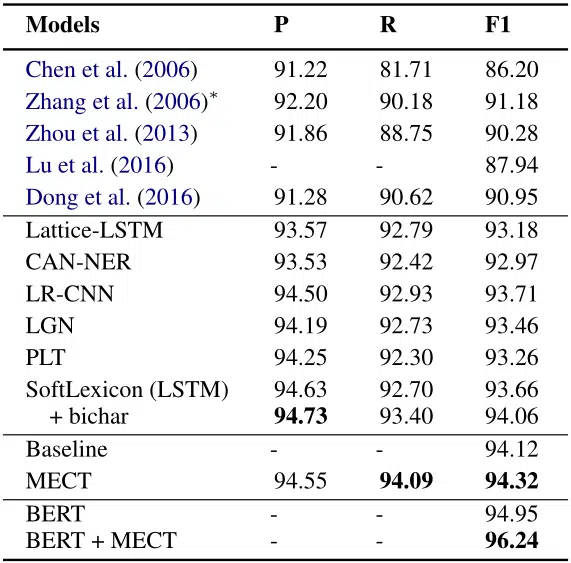 Models P R F1
Chen et al. (2006) 91.22 81.71 86.20
Zhang et al. (2006)* 92.20 90.18 91.18
Zhou et al. (2013) 91.86 88.75 90.28
Lu et al. (2016) - - 87.94
Dong et al. (2016) 91.28 90.62 90.95
Lattice-LSTM 93.57 92.79 93.18
CAN-NER 93.53 92.42 92.97
LR-CNN 94.50 92.93 93.71
LGN 94.19 92.73 93.46
PLT 94.25 92.30 93.26
SoftLexicon (LSTM) 94.63 92.70 93.66
+ bichar 94.73 93.40 94.06
Baseline - - 94.12
MECT 94.55 94.09 94.32
BERT - - 94.95
BERT + MECT - - 96.24